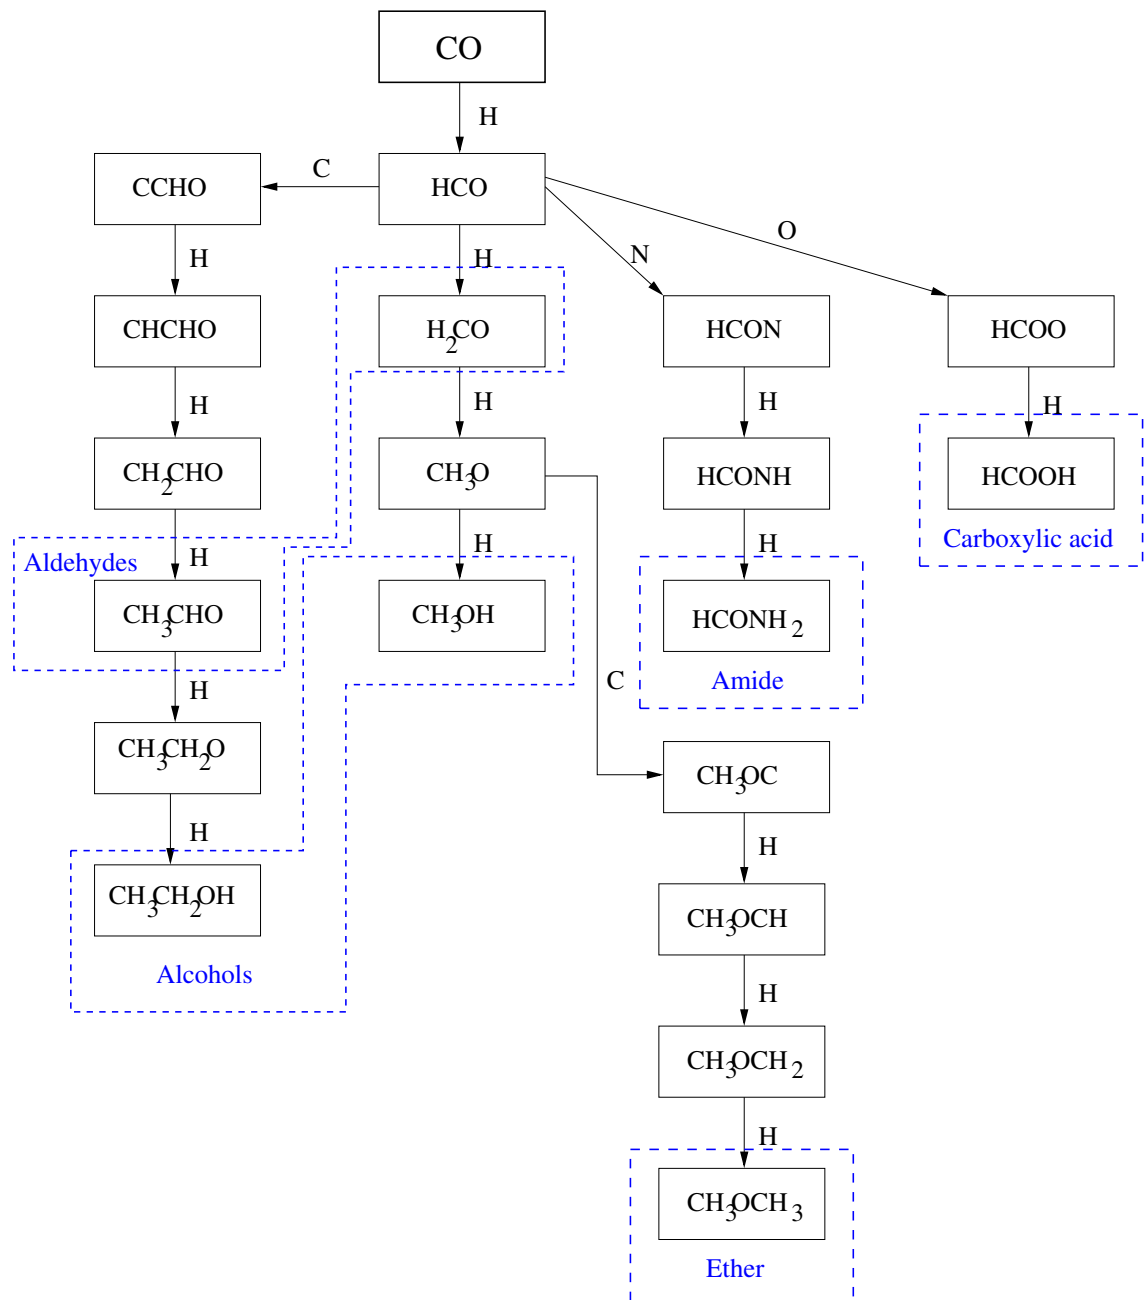 CO
H
C
CCHO
HCO
O
H
H
N
CHCHO
H₂CO
HCON
HCOO
H
H
H
H
CH₂CHO
CH₃O
HCONH
HCOOH
Carboxylic acid
Aldehydes
H
H
H
CH₃CHO
CH₃OH
HCONH₂
Amide
H
C
CH₃CH₂O
CH₃OC
H
H
CH₃CH₂OH
CH₃OCH
Alcohols
H
CH₃OCH₂
H
CH₃OCH₃
Ether